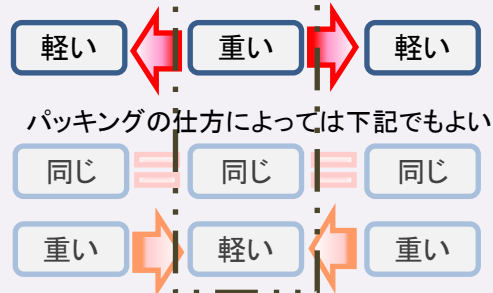 軽い 重い 軽い
パッキングの仕方によっては下記でもよい
同じ 同じ 同じ
重い 軽い 重い